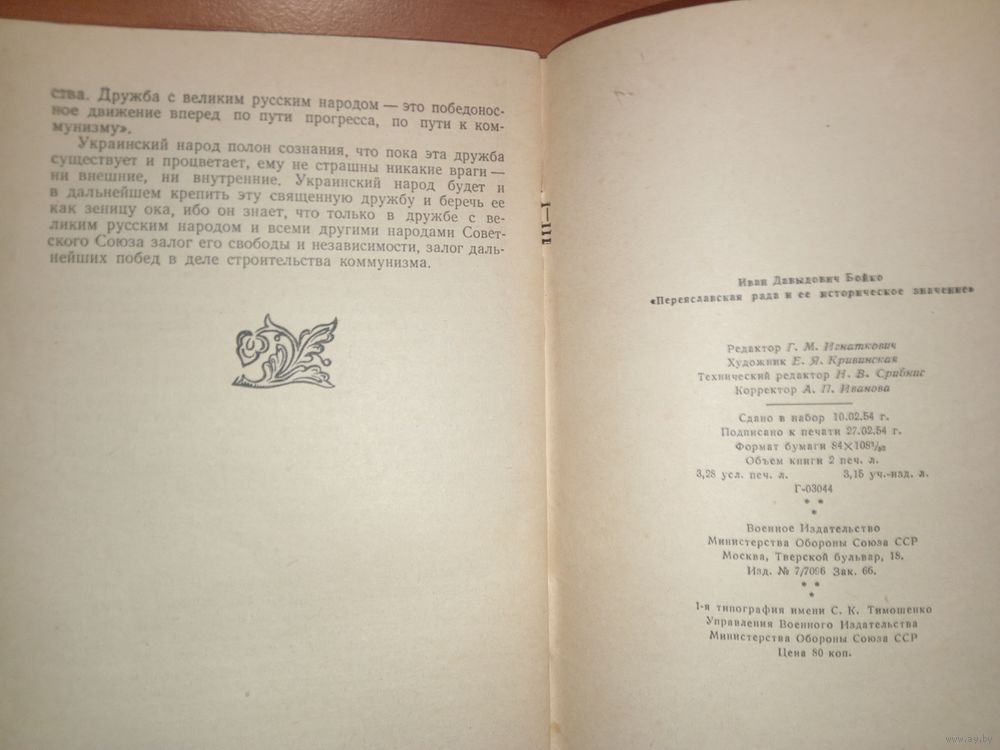 ства. Дружба с великим русским народом — это победонос-
ное движение вперед по пути прогресса, по пути к ком-
мунизму».
Украинский народ полон сознания, что пока эта дружба
существует и процветает, ему не страшны никакие враги —
ни внешние, ни внутренние. Украинский народ будет и
в дальнейшем крепить эту священную дружбу и беречь ее
как зеницу ока, ибо он знает, что только в дружбе с ве-
ликим русским народом и всеми другими народами Совет-
ского Союза залог его свободы и независимости, залог даль-
нейших побед в деле строительства коммунизма.
I—III
Иван Давыдович Бойко
«Переяславская рада и ее историческое значение»
Редактор Г. М. Игнаткович
Художник Е. Я. Кривинская
Технический редактор Н. В. Срибнис
Корректор А. П. Иванова
Сдано в набор 10.02.54 г.
Подписано к печати 27.02.54 г.
Формат бумаги 84×108¹/₃₂
Объем книги 2 печ. л.
3,28 усл. печ. л. 3,15 уч.-изд. л.
Г-03044
* *
*
Военное Издательство
Министерства Обороны Союза ССР
Москва, Тверской бульвар, 18.
Изд. № 7/7096 Зак. 66.
* *
*
1-я типография имени С. К. Тимошенко
Управления Военного Издательства
Министерства Обороны Союза ССР
Цена 80 коп.
www.ay.by